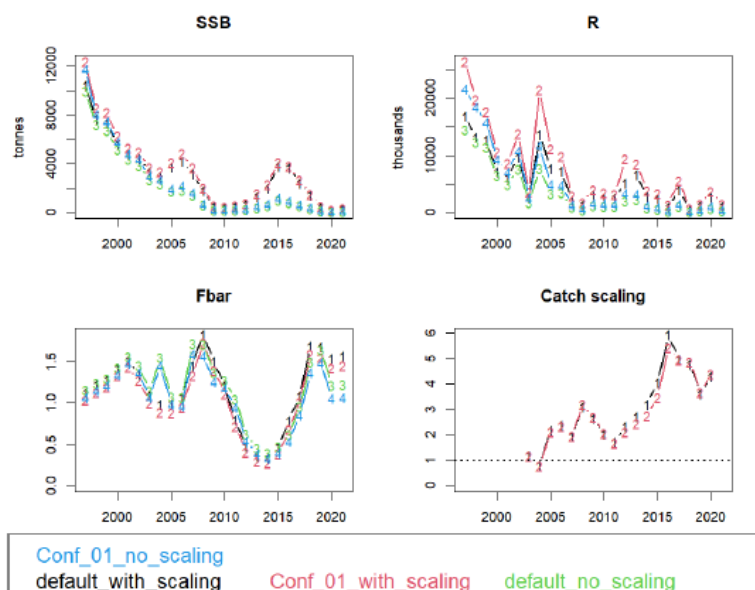 SSB
R
tonnes
0 4000 8000 12000
2000 2005 2010 2015 2020
thousands
0 10000 20000
2000 2005 2010 2015 2020
Fbar
Catch scaling
0.0 0.5 1.0 1.5
2000 2005 2010 2015 2020
0 1 2 3 4 5 6
2000 2005 2010 2015 2020
Conf_01_no_scaling
default_with_scaling Conf_01_with_scaling default_no_scaling